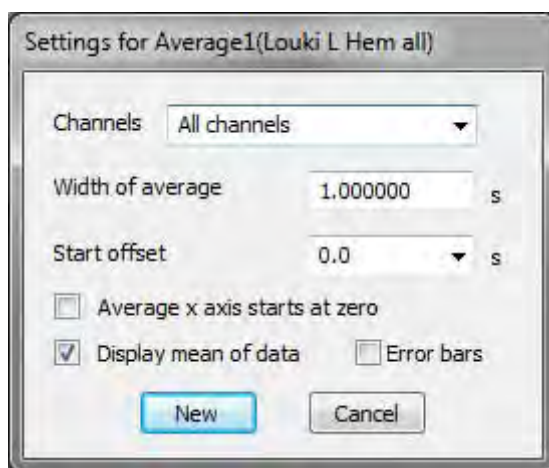 Settings for Average1(Louki L Hem all)
Channels All channels
Width of average 1.000000 s
Start offset 0.0 s
Average x axis starts at zero
Display mean of data Error bars
New Cancel